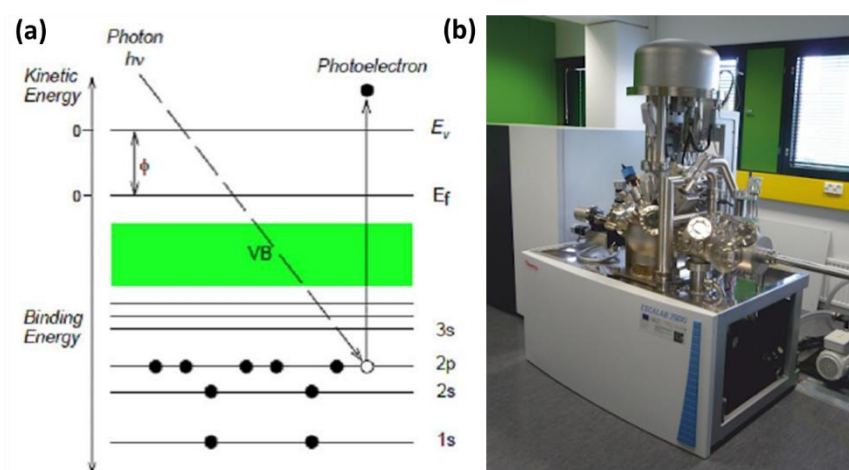 (a)
Photon
hν
Kinetic
Energy
Photoelectron
0
E_v
ϕ
0
E_f
VB
Binding
Energy
3s
2p
2s
1s
(b)
ESCALAB 250Xi